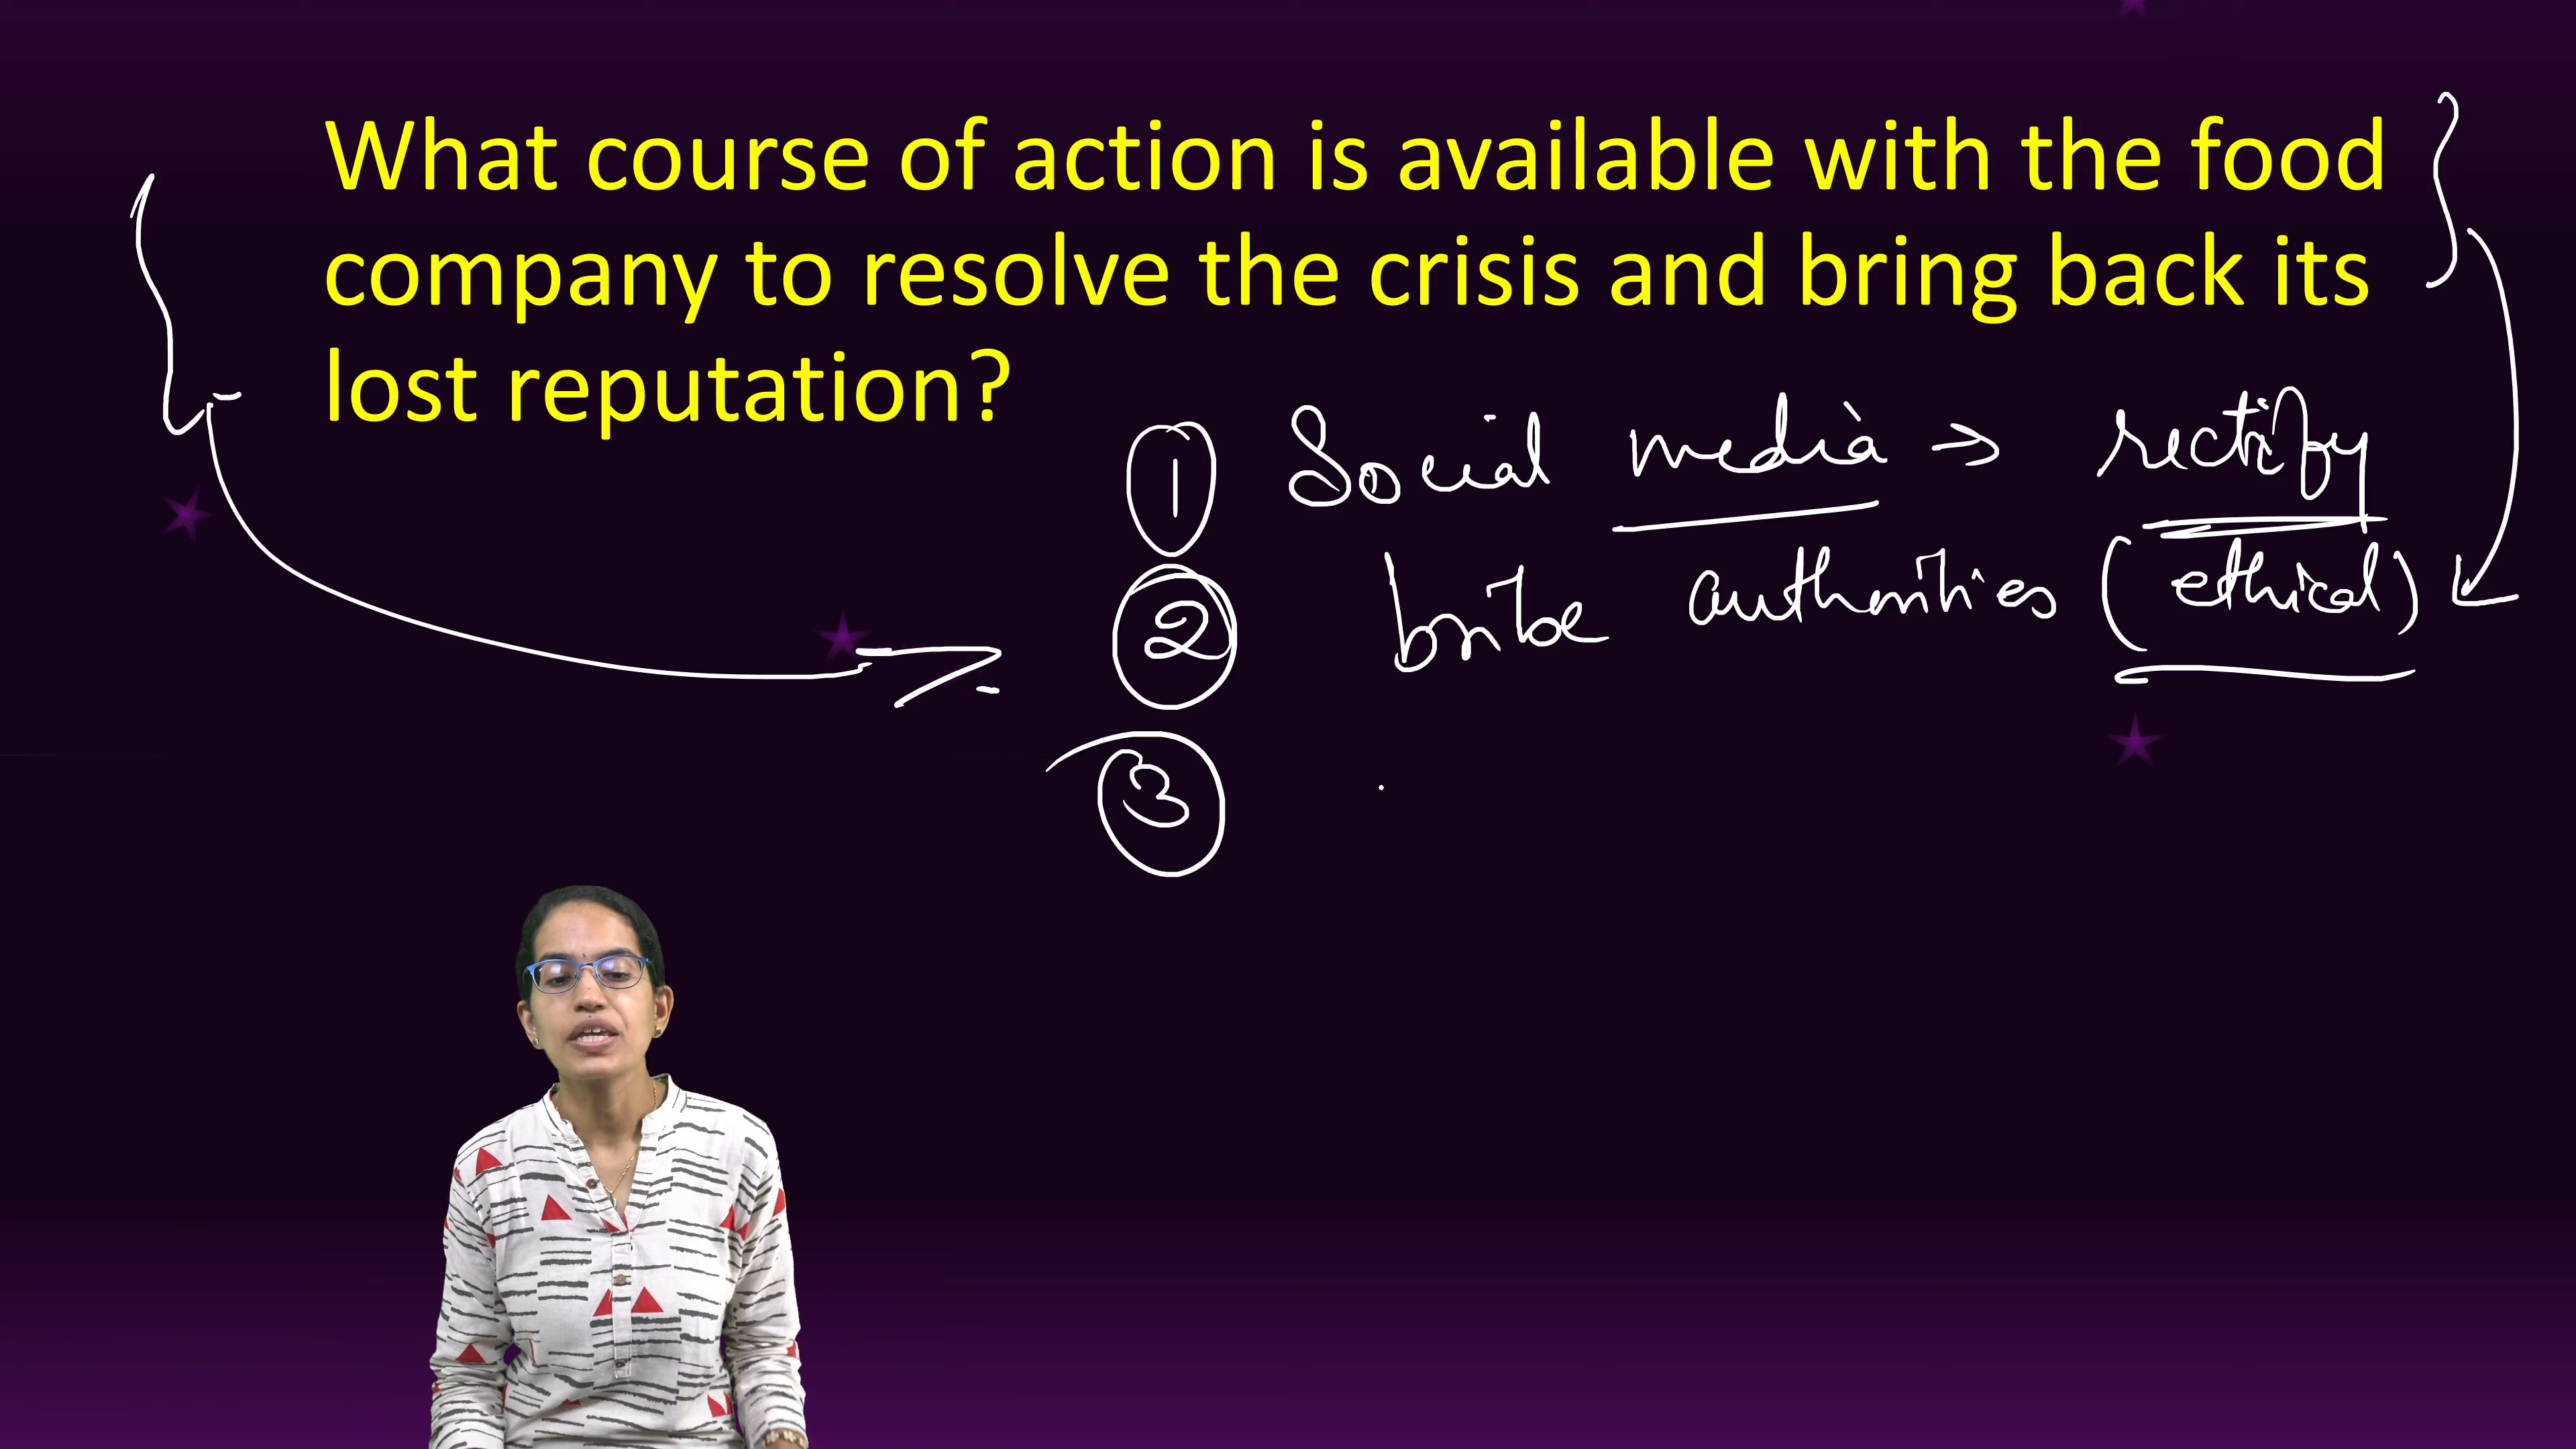 What course of action is available with the food
company to resolve the crisis and bring back its
lost reputation?
1 Social media → rectify
2 bribe authorities (ethical)
3